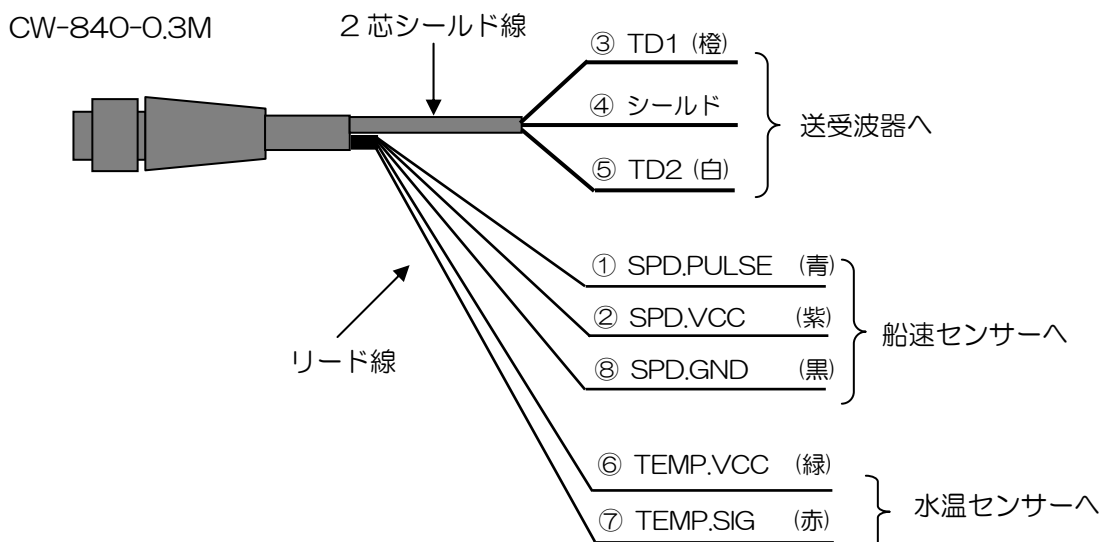 CW-840-0.3M
2芯シールド線
③ TD1 (橙)
④ シールド
⑤ TD2 (白)
送受波器へ
① SPD.PULSE (青)
② SPD.VCC (紫)
⑧ SPD.GND (黒)
船速センサーへ
リード線
⑥ TEMP.VCC (緑)
⑦ TEMP.SIG (赤)
水温センサーへ